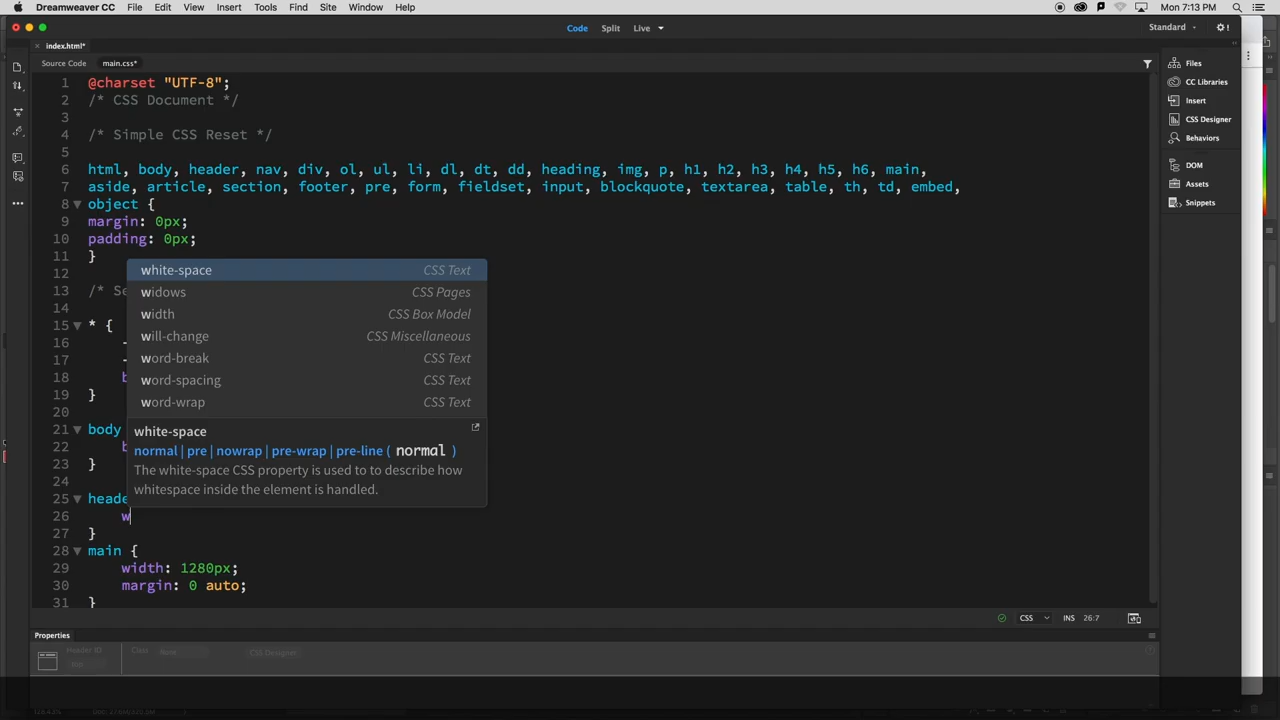 Dreamweaver CC File Edit View Insert Tools Find Site Window Help Mon 7:13 PM
Code Split Live Standard
index.html*
Source Code main.css*
1 @charset "UTF-8";
2 /* CSS Document */
3
4 /* Simple CSS Reset */
5
6 html, body, header, nav, div, ol, ul, li, dl, dt, dd, heading, img, p, h1, h2, h3, h4, h5, h6, main,
7 aside, article, section, footer, pre, form, fieldset, input, blockquote, textarea, table, th, td, embed,
8 object {
9 margin: 0px;
10 padding: 0px;
11 }
12
13 /* Se
14
15 * {
16 -
17 -
18 b
19 }
20
21 body
22 b
23 }
24
25 heade
26 w
27 }
28 main {
29 width: 1280px;
30 margin: 0 auto;
31 }
white-space CSS Text
widows CSS Pages
width CSS Box Model
will-change CSS Miscellaneous
word-break CSS Text
word-spacing CSS Text
word-wrap CSS Text
white-space
normal | pre | nowrap | pre-wrap | pre-line ( normal )
The white-space CSS property is used to to describe how
whitespace inside the element is handled.
Files
CC Libraries
Insert
CSS Designer
Behaviors
DOM
Assets
Snippets
CSS INS 26:7
Properties
Header ID Class None CSS Designer